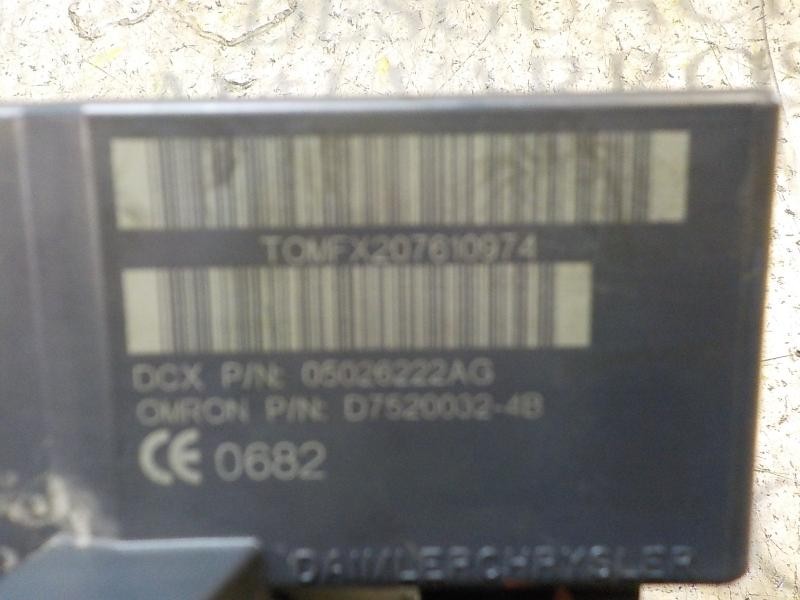 TOMFX207610974
DCX P/N: 05026222AG
OMRON P/N: D7520032-4B
CE 0682
DAIMLERCHRYSLER